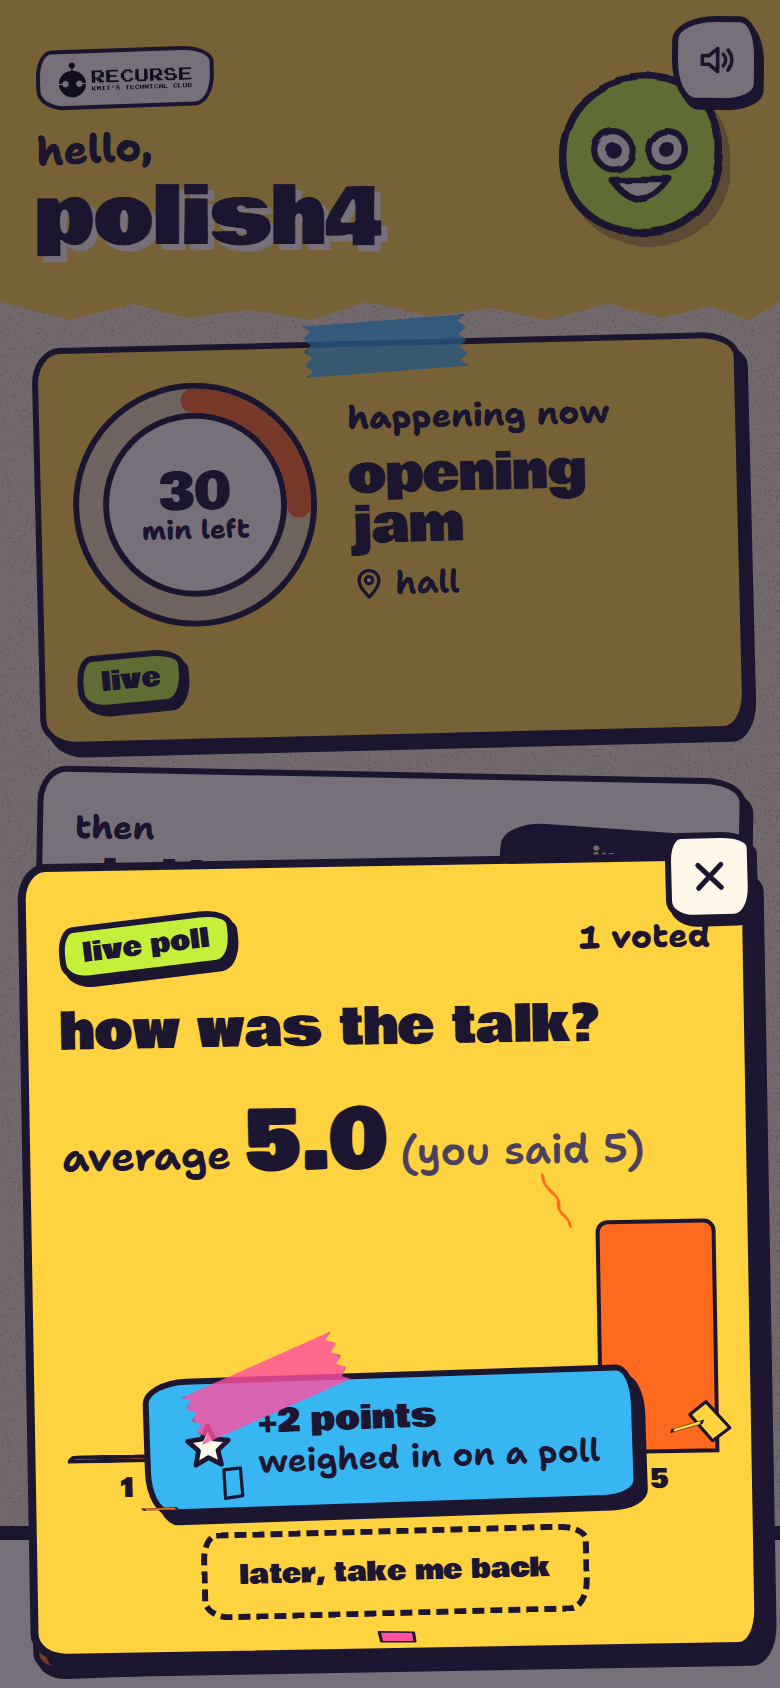 RECURSE
KMIT'S TECHNICAL CLUB
hello,
polish4
30
min left
happening now
opening
jam
hall
live
then
live poll
1 voted
how was the talk?
average 5.0 (you said 5)
+2 points
weighed in on a poll
1
5
later, take me back